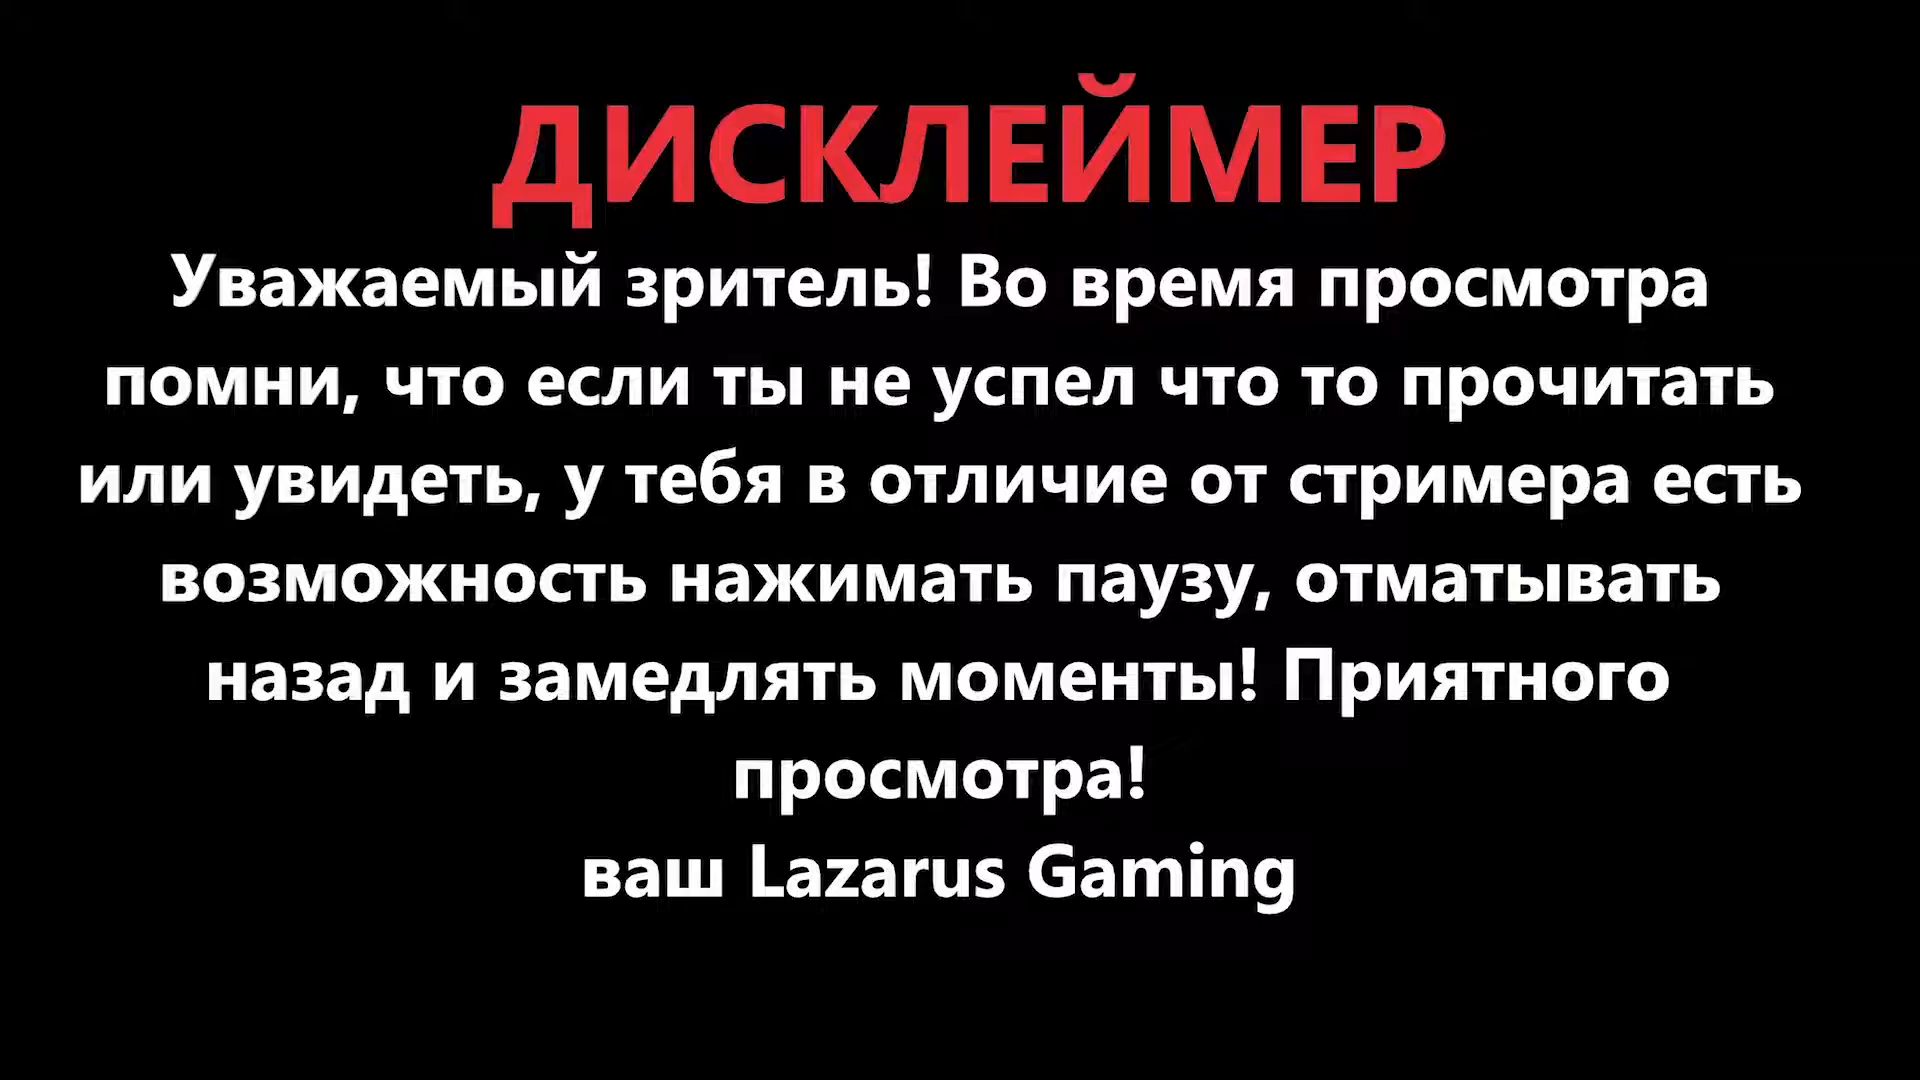 ДИСКЛЕЙМЕР
Уважаемый зритель! Во время просмотра
помни, что если ты не успел что то прочитать
или увидеть, у тебя в отличие от стримера есть
возможность нажимать паузу, отматывать
назад и замедлять моменты! Приятного
просмотра!
ваш Lazarus Gaming